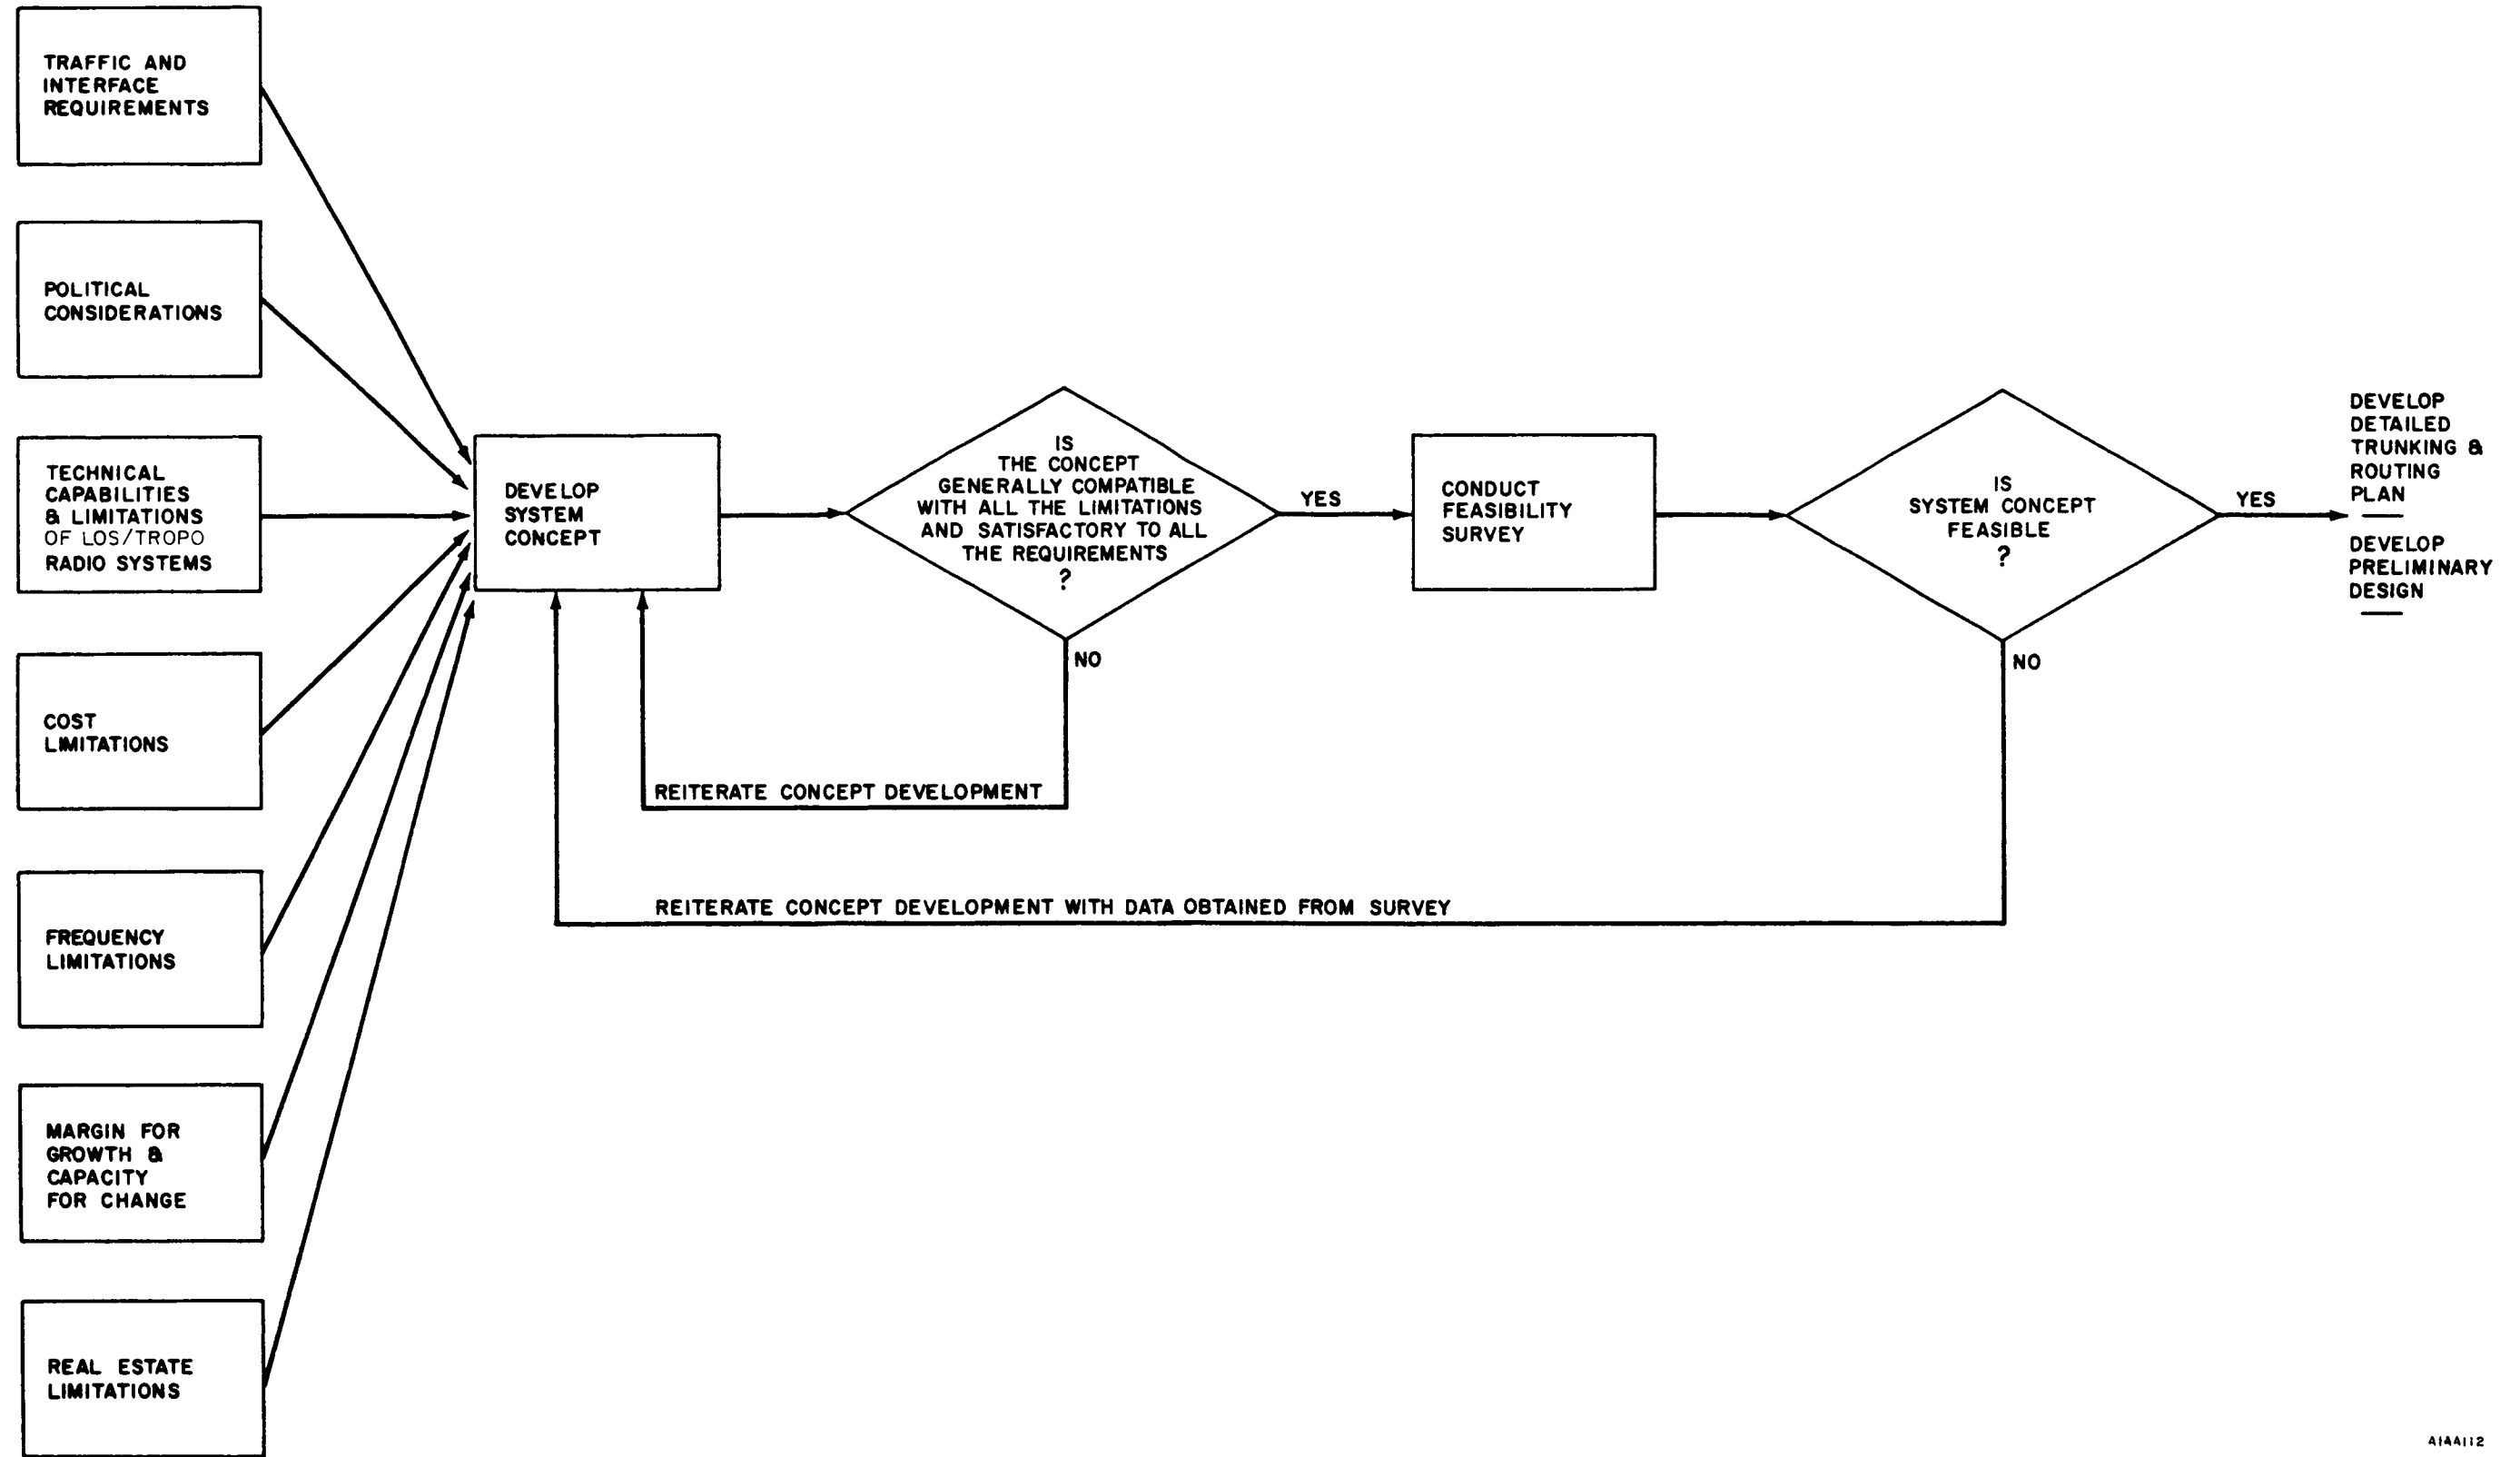 TRAFFIC AND
INTERFACE
REQUIREMENTS
POLITICAL
CONSIDERATIONS
TECHNICAL
CAPABILITIES
& LIMITATIONS
OF LOS/TROPO
RADIO SYSTEMS
COST
LIMITATIONS
FREQUENCY
LIMITATIONS
MARGIN FOR
GROWTH &
CAPACITY
FOR CHANGE
REAL ESTATE
LIMITATIONS
DEVELOP
SYSTEM
CONCEPT
IS
THE CONCEPT
GENERALLY COMPATIBLE
WITH ALL THE LIMITATIONS
AND SATISFACTORY TO ALL
THE REQUIREMENTS
?
YES
NO
REITERATE CONCEPT DEVELOPMENT
CONDUCT
FEASIBILITY
SURVEY
IS
SYSTEM CONCEPT
FEASIBLE
?
YES
NO
REITERATE CONCEPT DEVELOPMENT WITH DATA OBTAINED FROM SURVEY
DEVELOP
DETAILED
TRUNKING &
ROUTING
PLAN
DEVELOP
PRELIMINARY
DESIGN
A1AA112